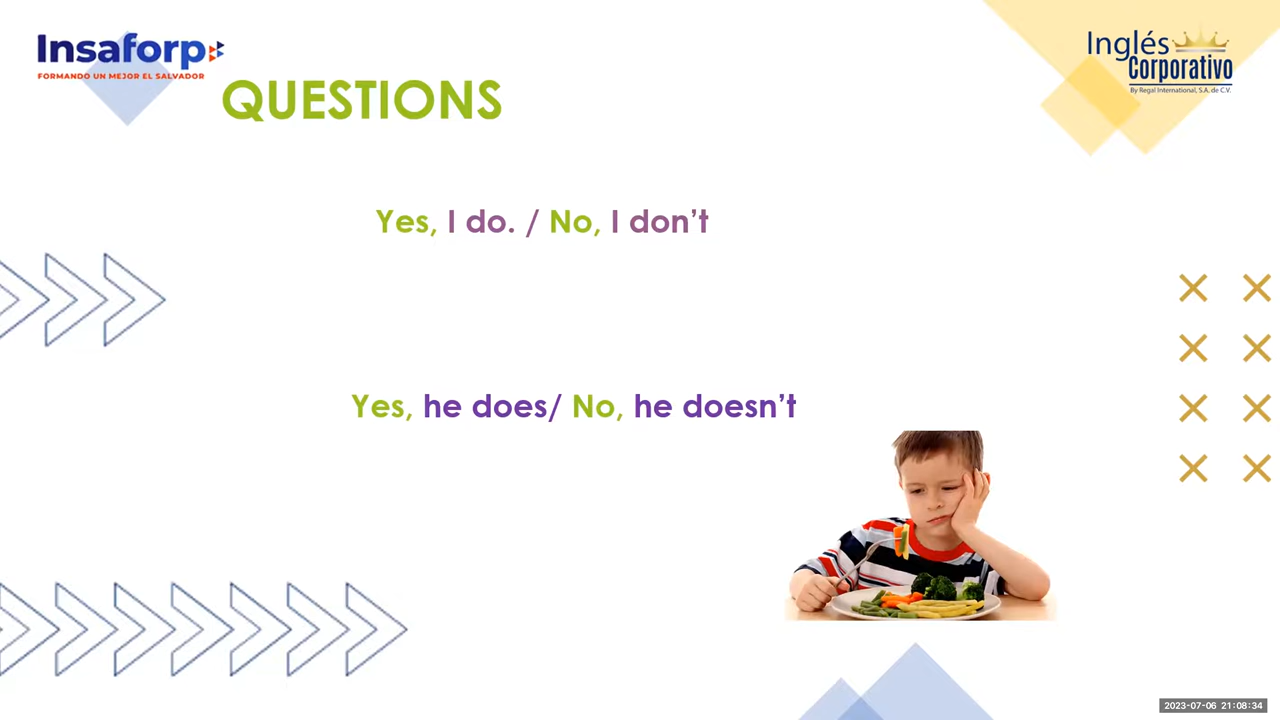 Insaforp
FORMANDO UN MEJOR EL SALVADOR
Inglés
Corporativo
By Regal International, S.A. de C.V.
QUESTIONS
Yes, I do. / No, I don’t
Yes, he does/ No, he doesn’t
2023-07-06 21:08:34